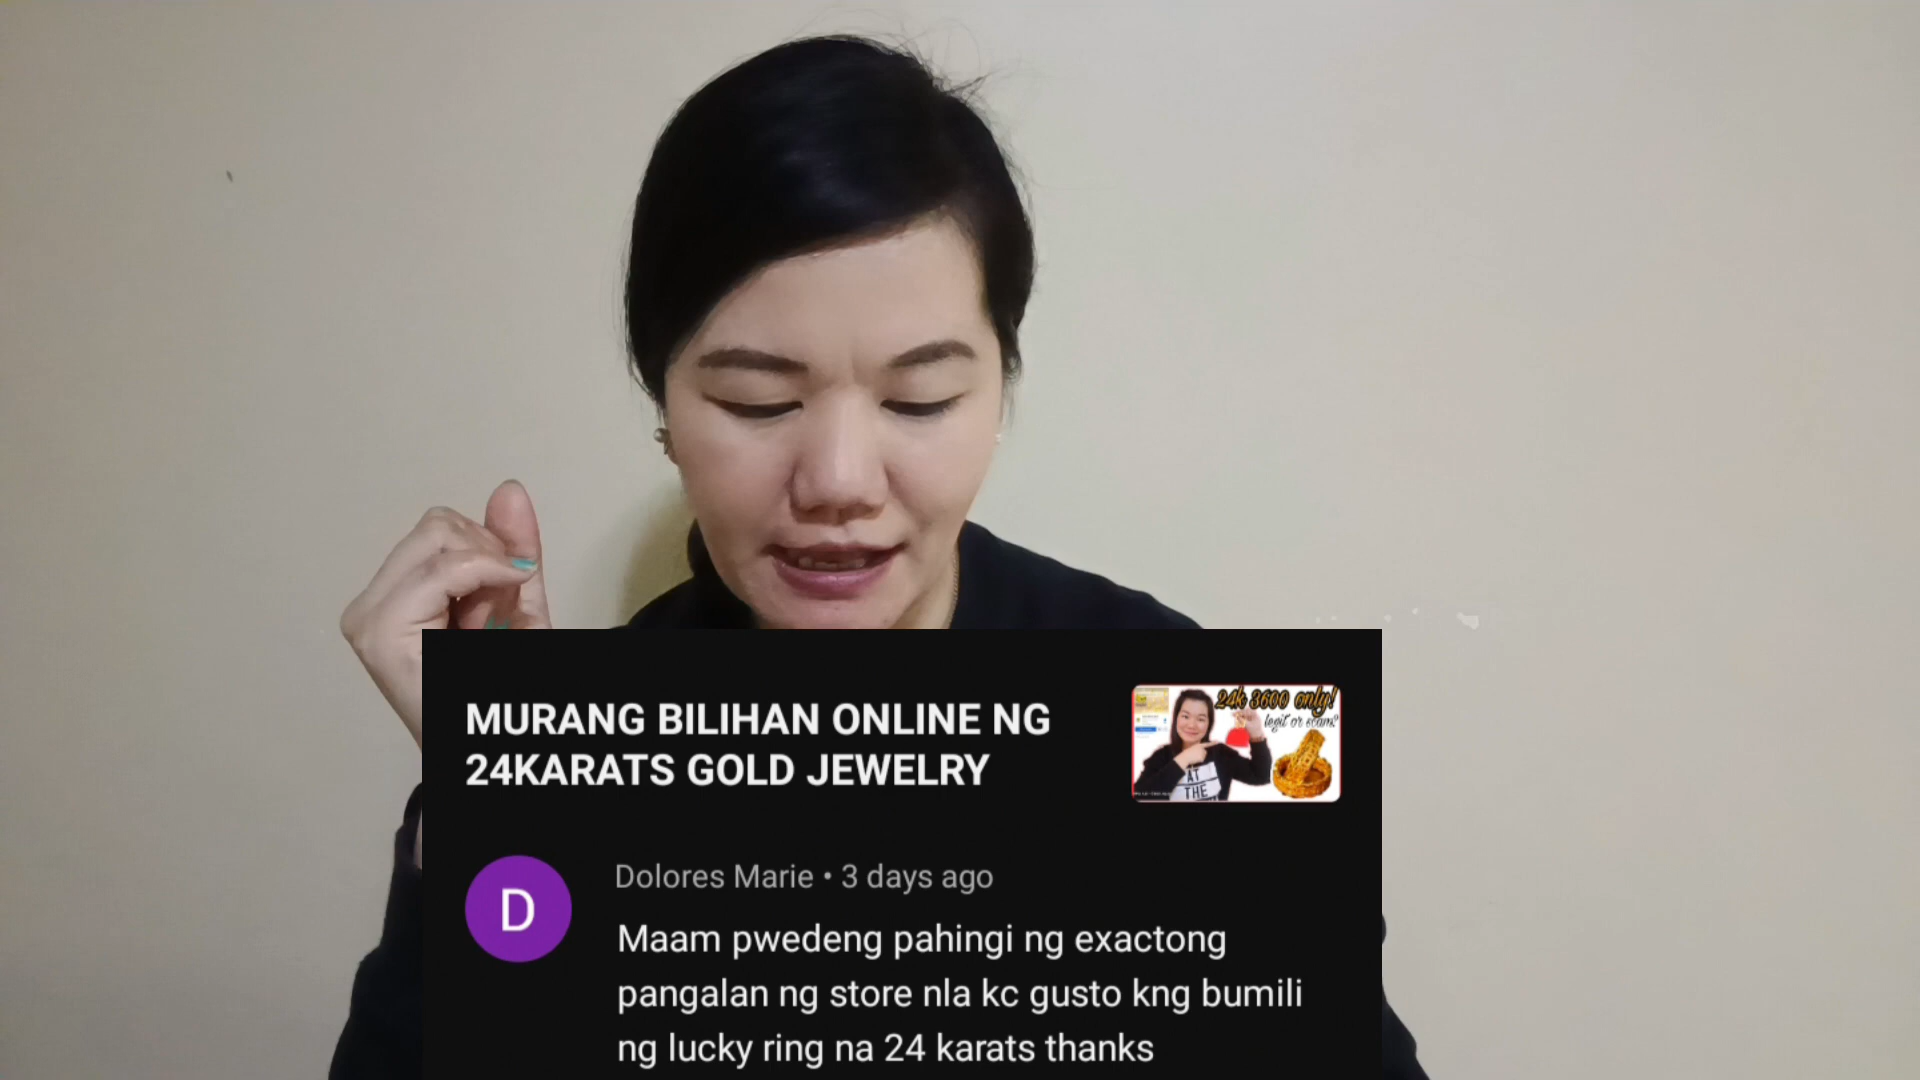 MURANG BILIHAN ONLINE NG
24KARATS GOLD JEWELRY
24k 3600 only!
legit or scam?
AT
THE
D
Dolores Marie • 3 days ago
Maam pwedeng pahingi ng exactong
pangalan ng store nla kc gusto kng bumili
ng lucky ring na 24 karats thanks